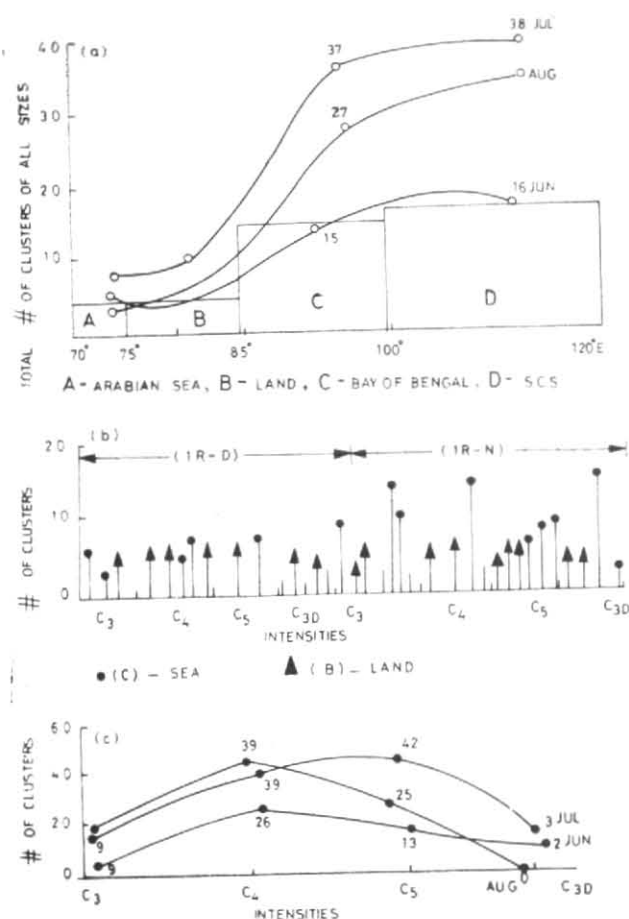 (a)
40
30
20
10
TOTAL # OF CLUSTERS OF ALL SIZES
38 JUL
37
AUG
27
16 JUN
15
A B C D
70° 75° 85° 100° 120°E
A-ARABIAN SEA, B-LAND, C-BAY OF BENGAL, D-SCS
(b)
20
10
0
# OF CLUSTERS
(IR-D) (IR-N)
C3 C4 C5 C3D C3 C4 C5 C3D
INTENSITIES
(C) - SEA (B) - LAND
(c)
60
40
20
0
# OF CLUSTERS
39 42
39 25
9 26 13 3 JUL
2 JUN
9 AUG 0
C3 C4 C5 C3D
INTENSITIES